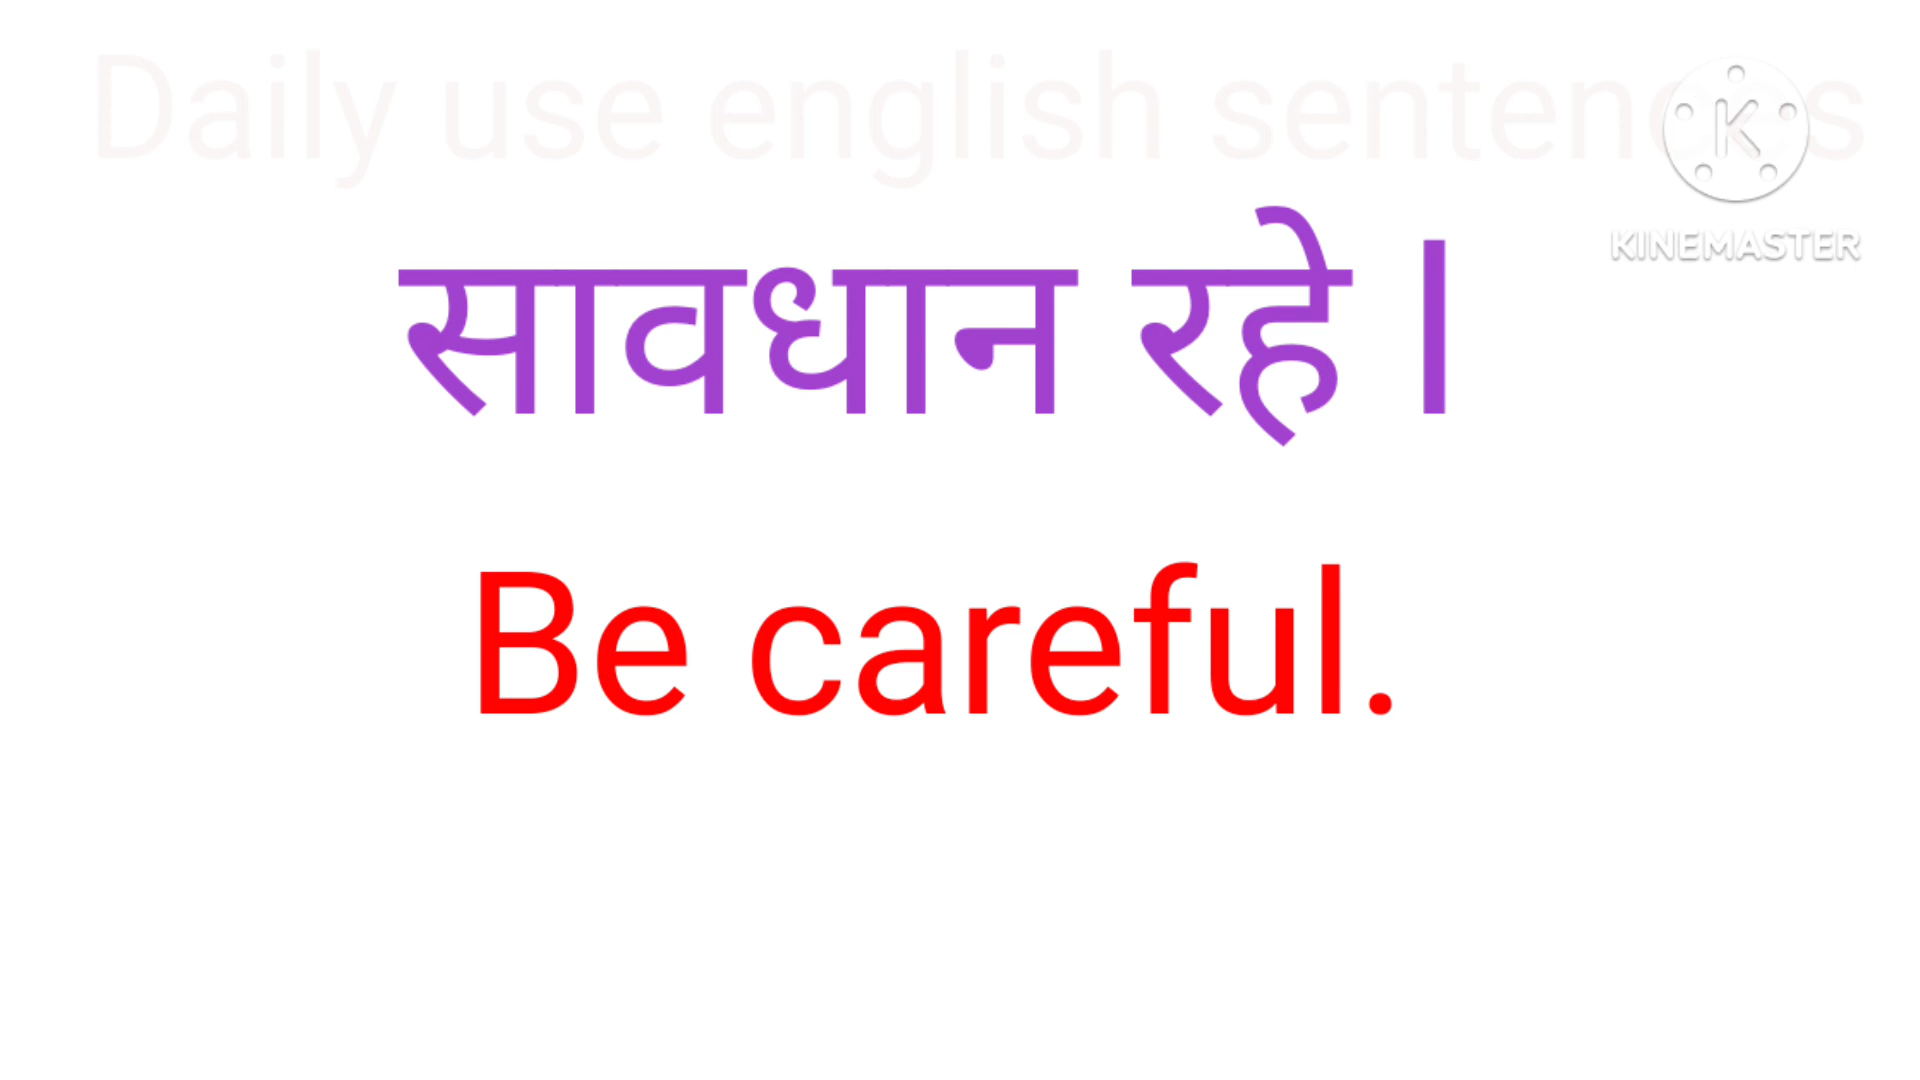 Daily use english sentences
सावधान रहे ।
Be careful.
K
KINEMASTER